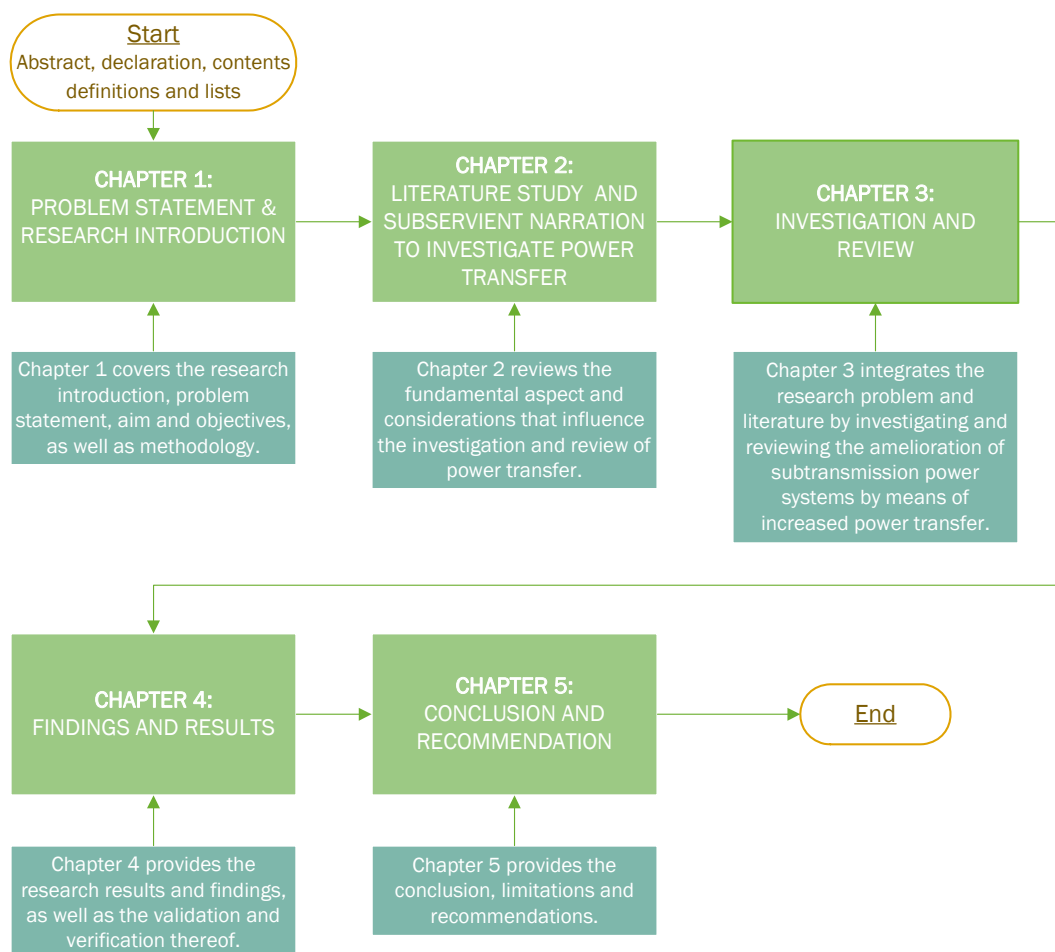 Start
Abstract, declaration, contents
definitions and lists
CHAPTER 1:
PROBLEM STATEMENT &
RESEARCH INTRODUCTION
CHAPTER 2:
LITERATURE STUDY AND
SUBSERVIENT NARRATION
TO INVESTIGATE POWER
TRANSFER
CHAPTER 3:
INVESTIGATION AND
REVIEW
Chapter 1 covers the research
introduction, problem
statement, aim and objectives,
as well as methodology.
Chapter 2 reviews the
fundamental aspect and
considerations that influence
the investigation and review of
power transfer.
Chapter 3 integrates the
research problem and
literature by investigating and
reviewing the amelioration of
subtransmission power
systems by means of
increased power transfer.
CHAPTER 4:
FINDINGS AND RESULTS
CHAPTER 5:
CONCLUSION AND
RECOMMENDATION
End
Chapter 4 provides the
research results and findings,
as well as the validation and
verification thereof.
Chapter 5 provides the
conclusion, limitations and
recommendations.